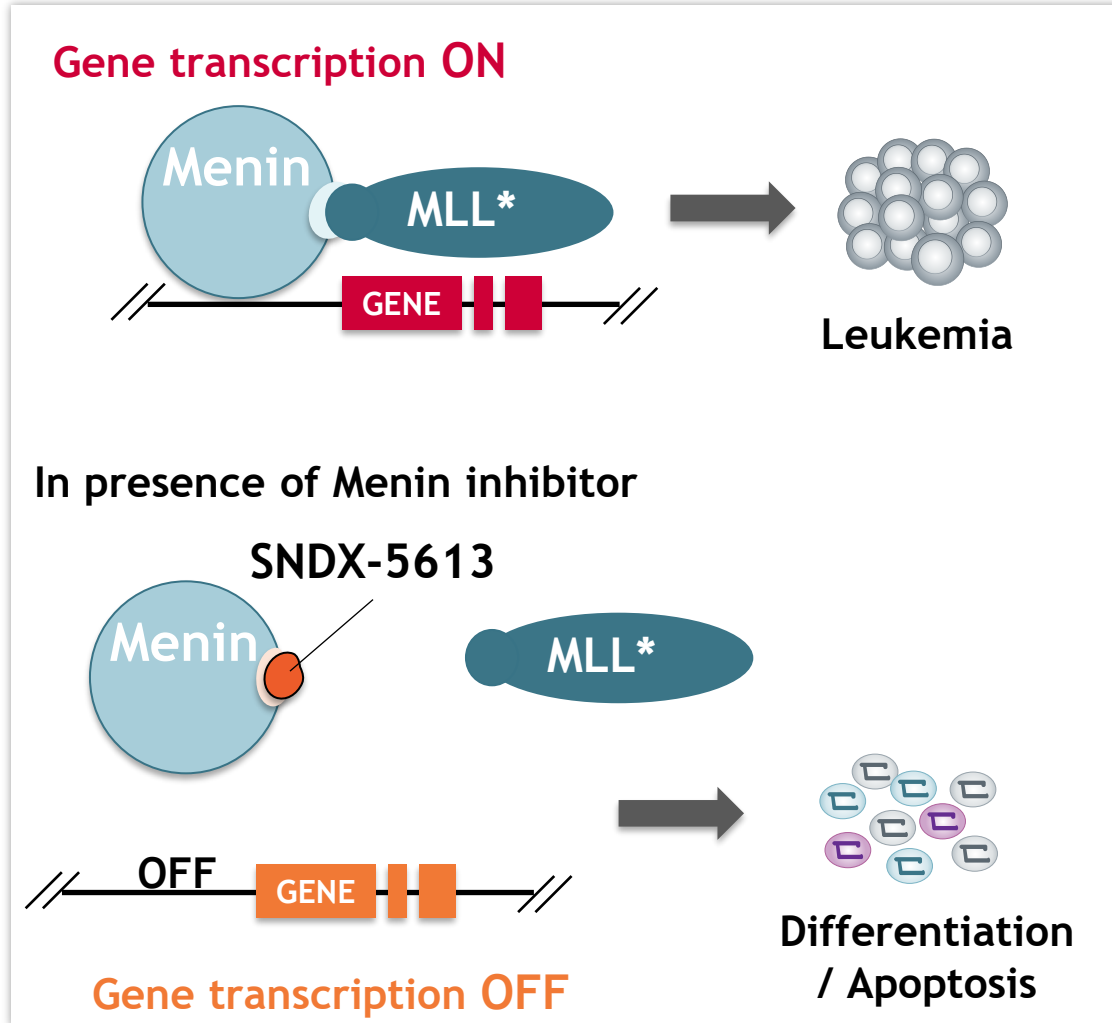 Gene transcription ON
Menin
MLL*
GENE
Leukemia
In presence of Menin inhibitor
SNDX-5613
Menin
MLL*
OFF
GENE
Differentiation
/ Apoptosis
Gene transcription OFF